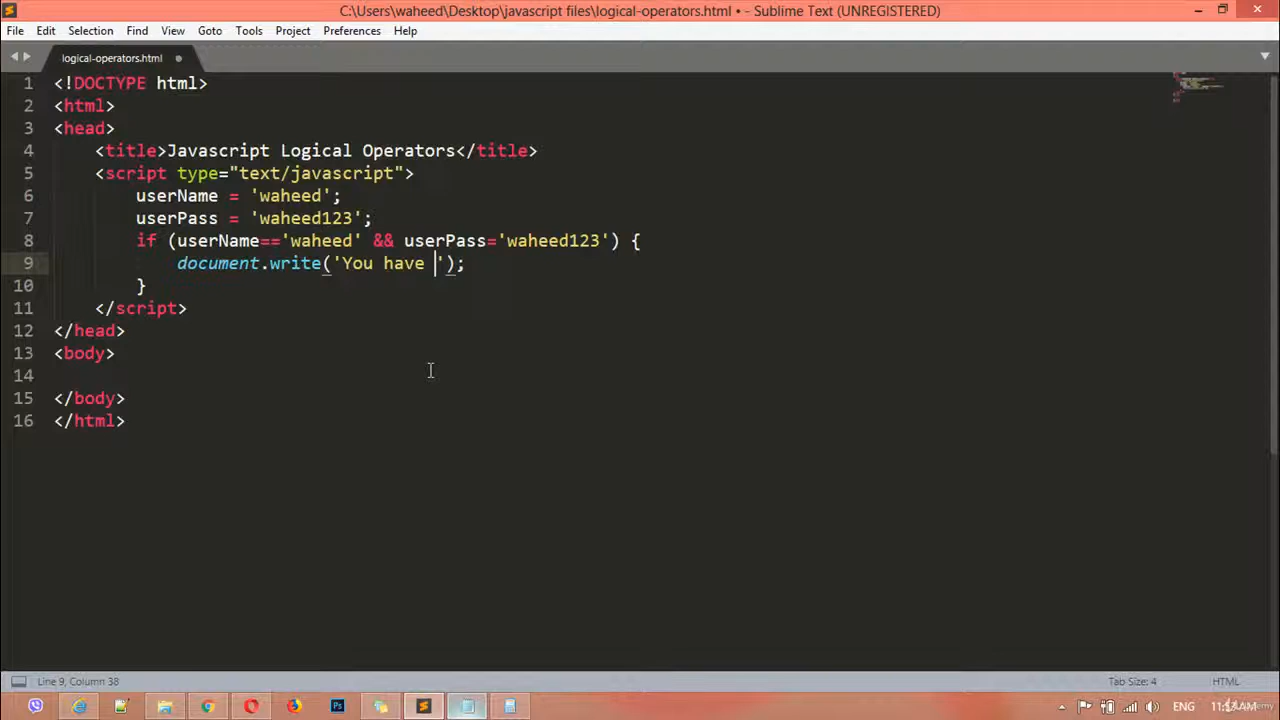 C:\Users\waheed\Desktop\javascript files\logical-operators.html • - Sublime Text (UNREGISTERED)
File Edit Selection Find View Goto Tools Project Preferences Help
logical-operators.html
1 <!DOCTYPE html>
2 <html>
3 <head>
4 <title>Javascript Logical Operators</title>
5 <script type="text/javascript">
6 userName = 'waheed';
7 userPass = 'waheed123';
8 if (userName=='waheed' && userPass='waheed123') {
9 document.write('You have ');
10 }
11 </script>
12 </head>
13 <body>
14
15 </body>
16 </html>
Line 9, Column 38 Tab Size: 4 HTML
Ps ENG